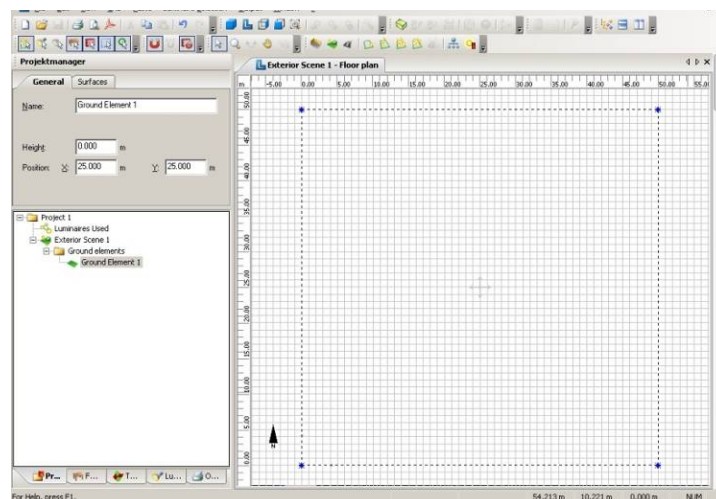 Projektmanager
General Surfaces
Name: Ground Element 1
Height: 0.000 m
Position: X: 25.000 m Y: 25.000 m
Project 1
Luminaires Used
Exterior Scene 1
Ground elements
Ground Element 1
Pr... F... T... Lu... O...
Exterior Scene 1 - Floor plan
m -5.00 0.00 5.00 10.00 15.00 20.00 25.00 30.00 35.00 40.00 45.00 50.00 55.0
50.00
45.00
40.00
35.00
30.00
25.00
20.00
15.00
10.00
5.00
0.00
N
For Help, press F1.
54.213 m 10.221 m 0.000 m NUM